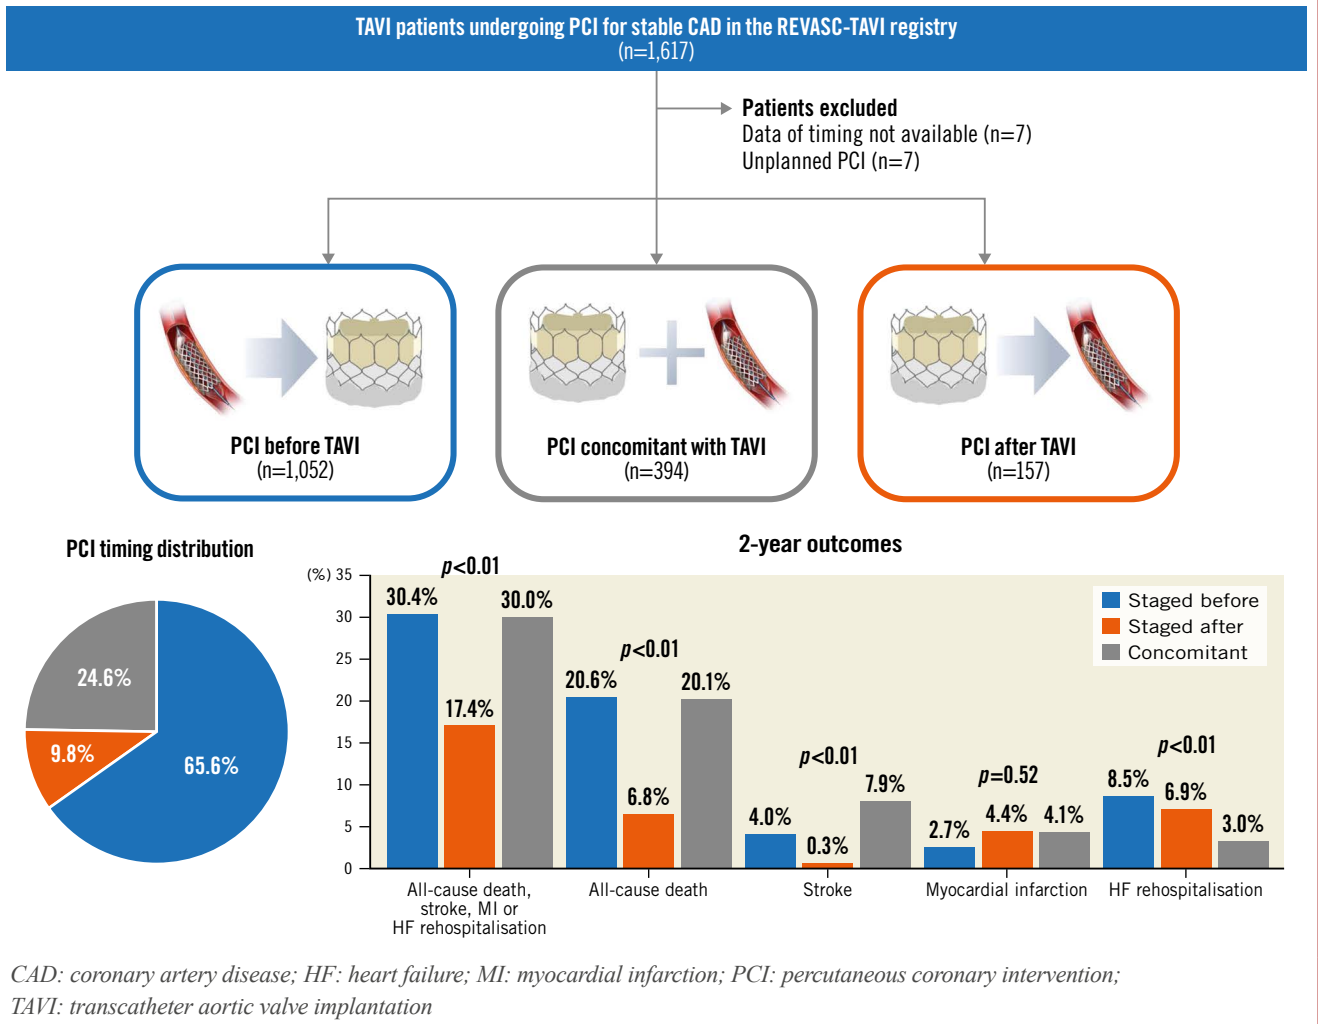 TAVI patients undergoing PCI for stable CAD in the REVASC-TAVI registry
(n=1,617)
Patients excluded
Data of timing not available (n=7)
Unplanned PCI (n=7)
PCI before TAVI
(n=1,052)
PCI concomitant with TAVI
(n=394)
PCI after TAVI
(n=157)
PCI timing distribution
24.6%
9.8%
65.6%
2-year outcomes
(%) 35
30
25
20
15
10
5
0
p<0.01
30.4%
17.4%
30.0%
p<0.01
20.6%
6.8%
20.1%
p<0.01
4.0%
0.3%
7.9%
p=0.52
2.7%
4.4%
4.1%
p<0.01
8.5%
6.9%
3.0%
Staged before
Staged after
Concomitant
All-cause death,
stroke, MI or
HF rehospitalisation
All-cause death
Stroke
Myocardial infarction
HF rehospitalisation
CAD: coronary artery disease; HF: heart failure; MI: myocardial infarction; PCI: percutaneous coronary intervention;
TAVI: transcatheter aortic valve implantation